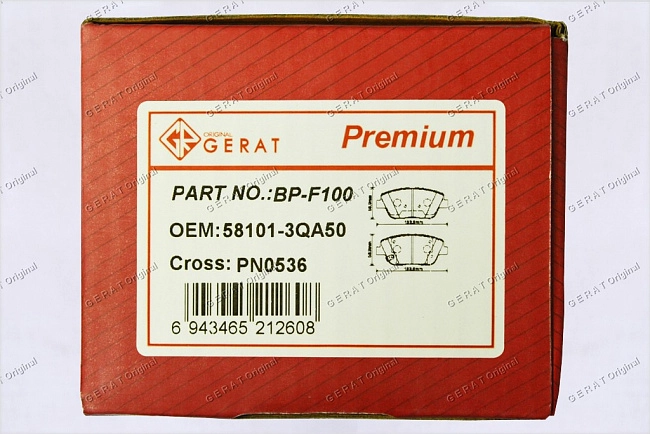 ORIGINAL
GERAT
Premium
PART NO.:BP-F100
OEM:58101-3QA50
Cross: PN0536
6 943465 212608
GERAT Original